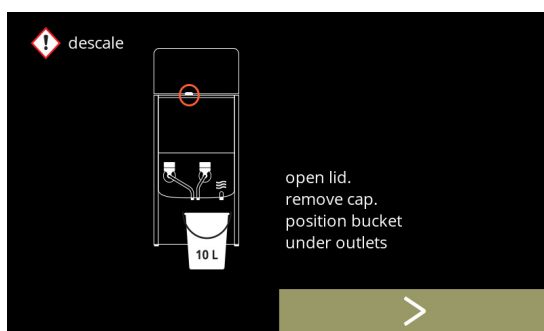 descale
open lid.
remove cap.
position bucket
under outlets
10 L